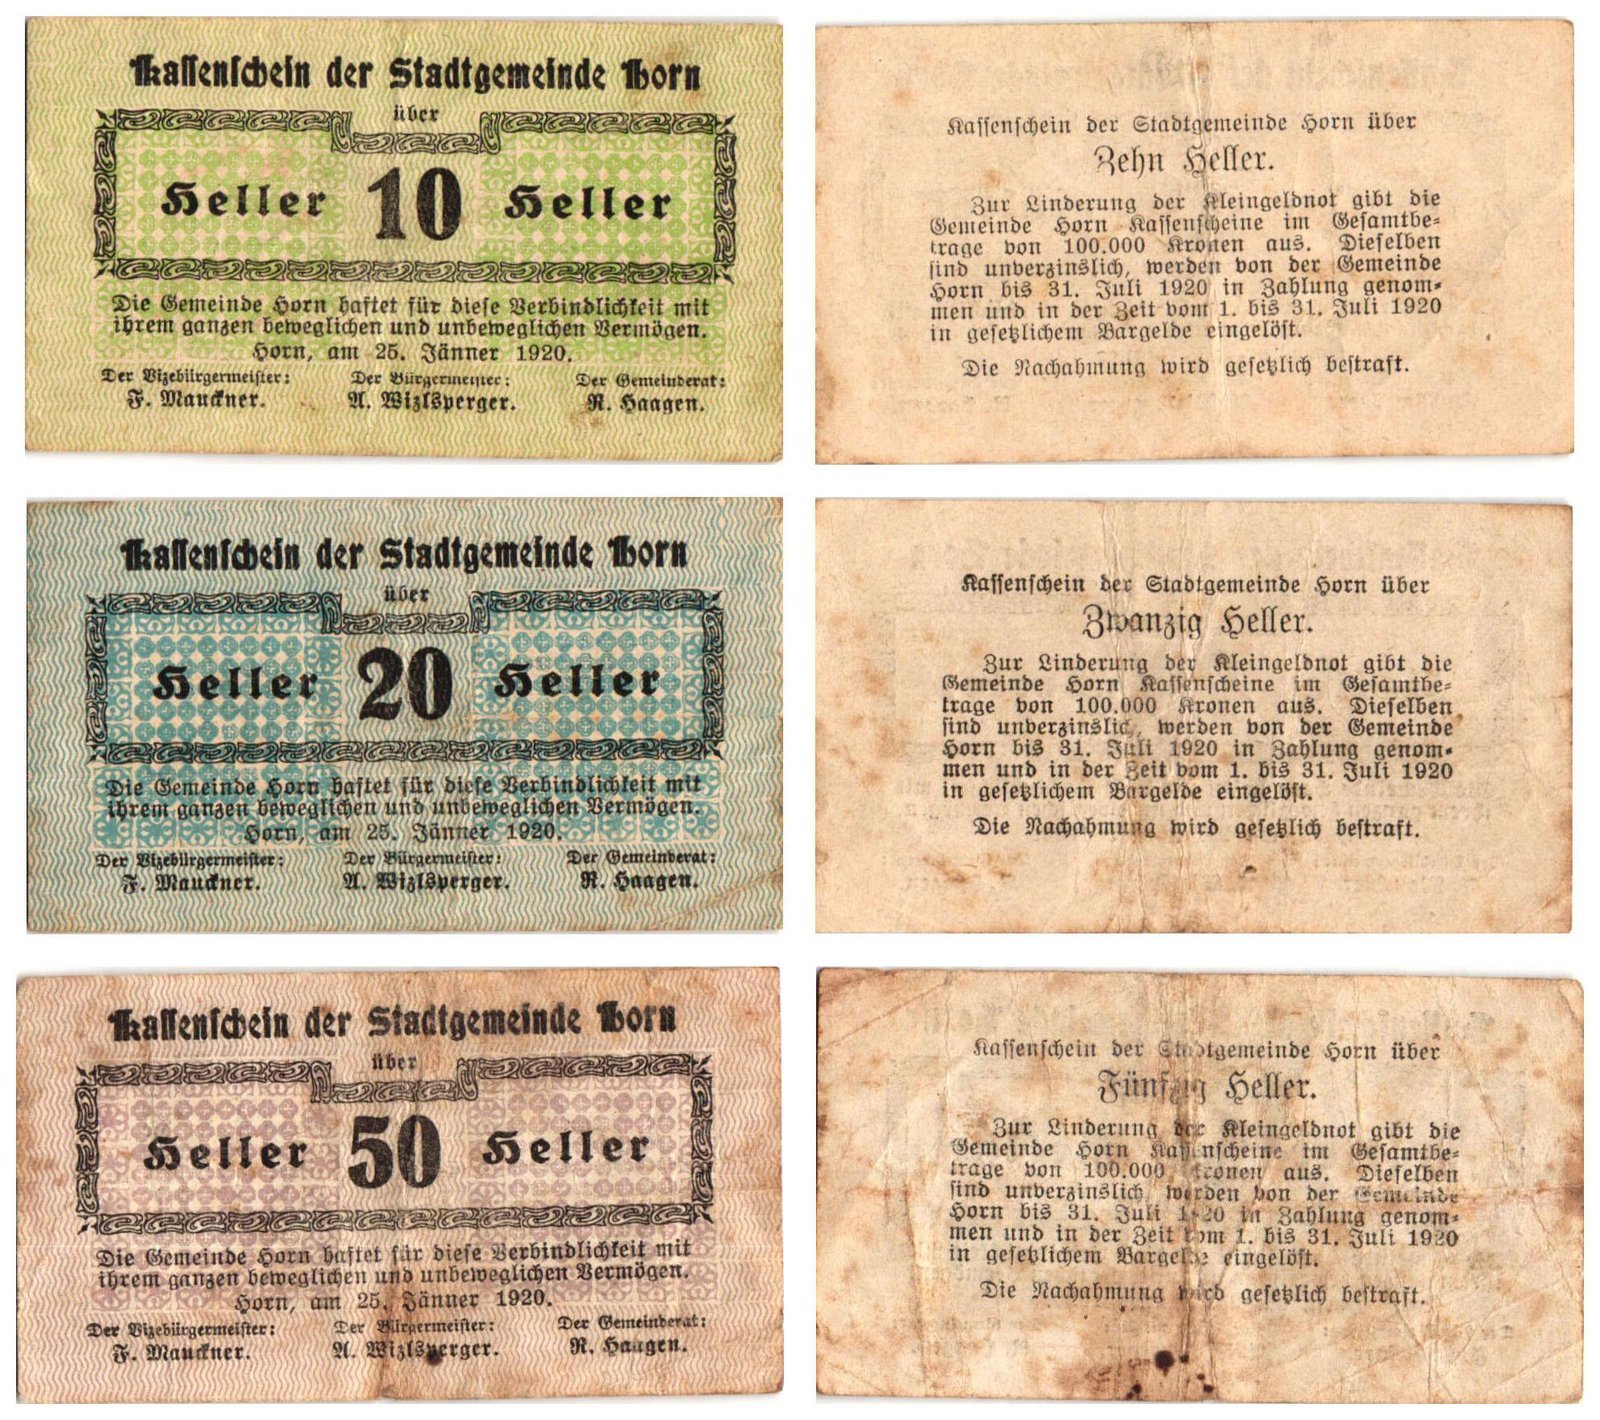 Kassenschein der Stadtgemeinde Horn
über
Heller 10 Heller
Die Gemeinde Horn haftet für diese Verbindlichkeit mit
ihrem ganzen beweglichen und unbeweglichen Vermögen.
Horn, am 25. Jänner 1920.
Der Vizebürgermeister: Der Bürgermeister: Der Gemeinderat:
F. Mauckner. A. Wizlsperger. R. Haagen.
Kassenschein der Stadtgemeinde Horn über
Zehn Heller.
Zur Linderung der Kleingeldnot gibt die
Gemeinde Horn Kassenscheine im Gesamtbe-
trage von 100.000 Kronen aus. Dieselben
sind unverzinslich, werden von der Gemeinde
Horn bis 31. Juli 1920 in Zahlung genom-
men und in der Zeit vom 1. bis 31. Juli 1920
in gesetzlichem Bargelde eingelöst.
Die Nachahmung wird gesetzlich bestraft.
Kassenschein der Stadtgemeinde Horn
über
Heller 20 Heller
Die Gemeinde Horn haftet für diese Verbindlichkeit mit
ihrem ganzen beweglichen und unbeweglichen Vermögen.
Horn, am 25. Jänner 1920.
Der Vizebürgermeister: Der Bürgermeister: Der Gemeinderat:
F. Mauckner. A. Wizlsperger. R. Haagen.
Kassenschein der Stadtgemeinde Horn über
Zwanzig Heller.
Zur Linderung der Kleingeldnot gibt die
Gemeinde Horn Kassenscheine im Gesamtbe-
trage von 100.000 Kronen aus. Dieselben
sind unverzinslich, werden von der Gemeinde
Horn bis 31. Juli 1920 in Zahlung genom-
men und in der Zeit vom 1. bis 31. Juli 1920
in gesetzlichem Bargelde eingelöst.
Die Nachahmung wird gesetzlich bestraft.
Kassenschein der Stadtgemeinde Horn
über
Heller 50 Heller
Die Gemeinde Horn haftet für diese Verbindlichkeit mit
ihrem ganzen beweglichen und unbeweglichen Vermögen.
Horn, am 25. Jänner 1920.
Der Vizebürgermeister: Der Bürgermeister: Der Gemeinderat:
F. Mauckner. A. Wizlsperger. R. Haagen.
Kassenschein der Stadtgemeinde Horn über
Fünfzig Heller.
Zur Linderung der Kleingeldnot gibt die
Gemeinde Horn Kassenscheine im Gesamtbe-
trage von 100.000 Kronen aus. Dieselben
sind unverzinslich, werden von der Gemeinde
Horn bis 31. Juli 1920 in Zahlung genom-
men und in der Zeit vom 1. bis 31. Juli 1920
in gesetzlichem Bargelde eingelöst.
Die Nachahmung wird gesetzlich bestraft.